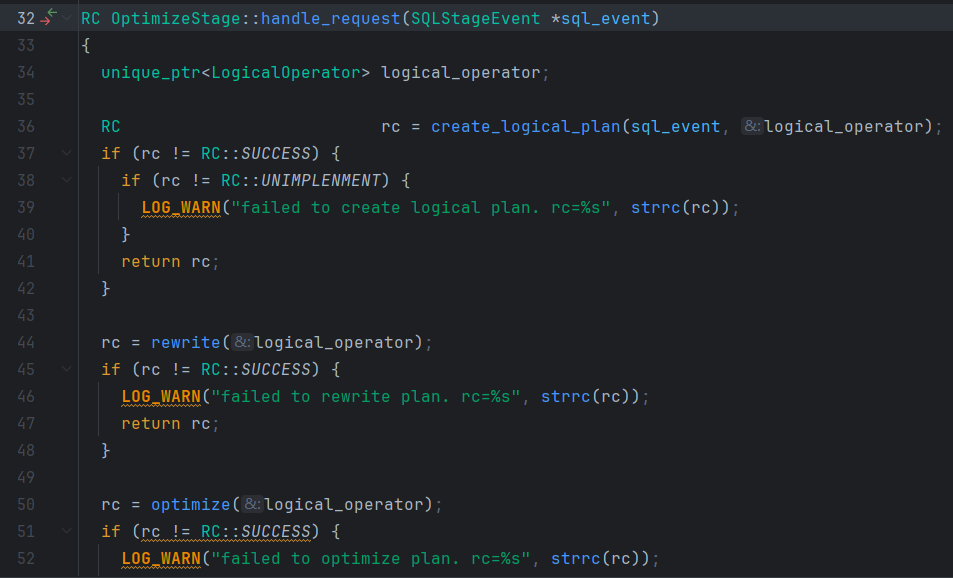 32 RC OptimizeStage::handle_request(SQLStageEvent *sql_event)
33 {
34   unique_ptr<LogicalOperator> logical_operator;
35
36   RC                          rc = create_logical_plan(sql_event, &: logical_operator);
37   if (rc != RC::SUCCESS) {
38     if (rc != RC::UNIMPLENMENT) {
39       LOG_WARN("failed to create logical plan. rc=%s", strrc(rc));
40     }
41     return rc;
42   }
43
44   rc = rewrite(&: logical_operator);
45   if (rc != RC::SUCCESS) {
46     LOG_WARN("failed to rewrite plan. rc=%s", strrc(rc));
47     return rc;
48   }
49
50   rc = optimize(&: logical_operator);
51   if (rc != RC::SUCCESS) {
52     LOG_WARN("failed to optimize plan. rc=%s", strrc(rc));